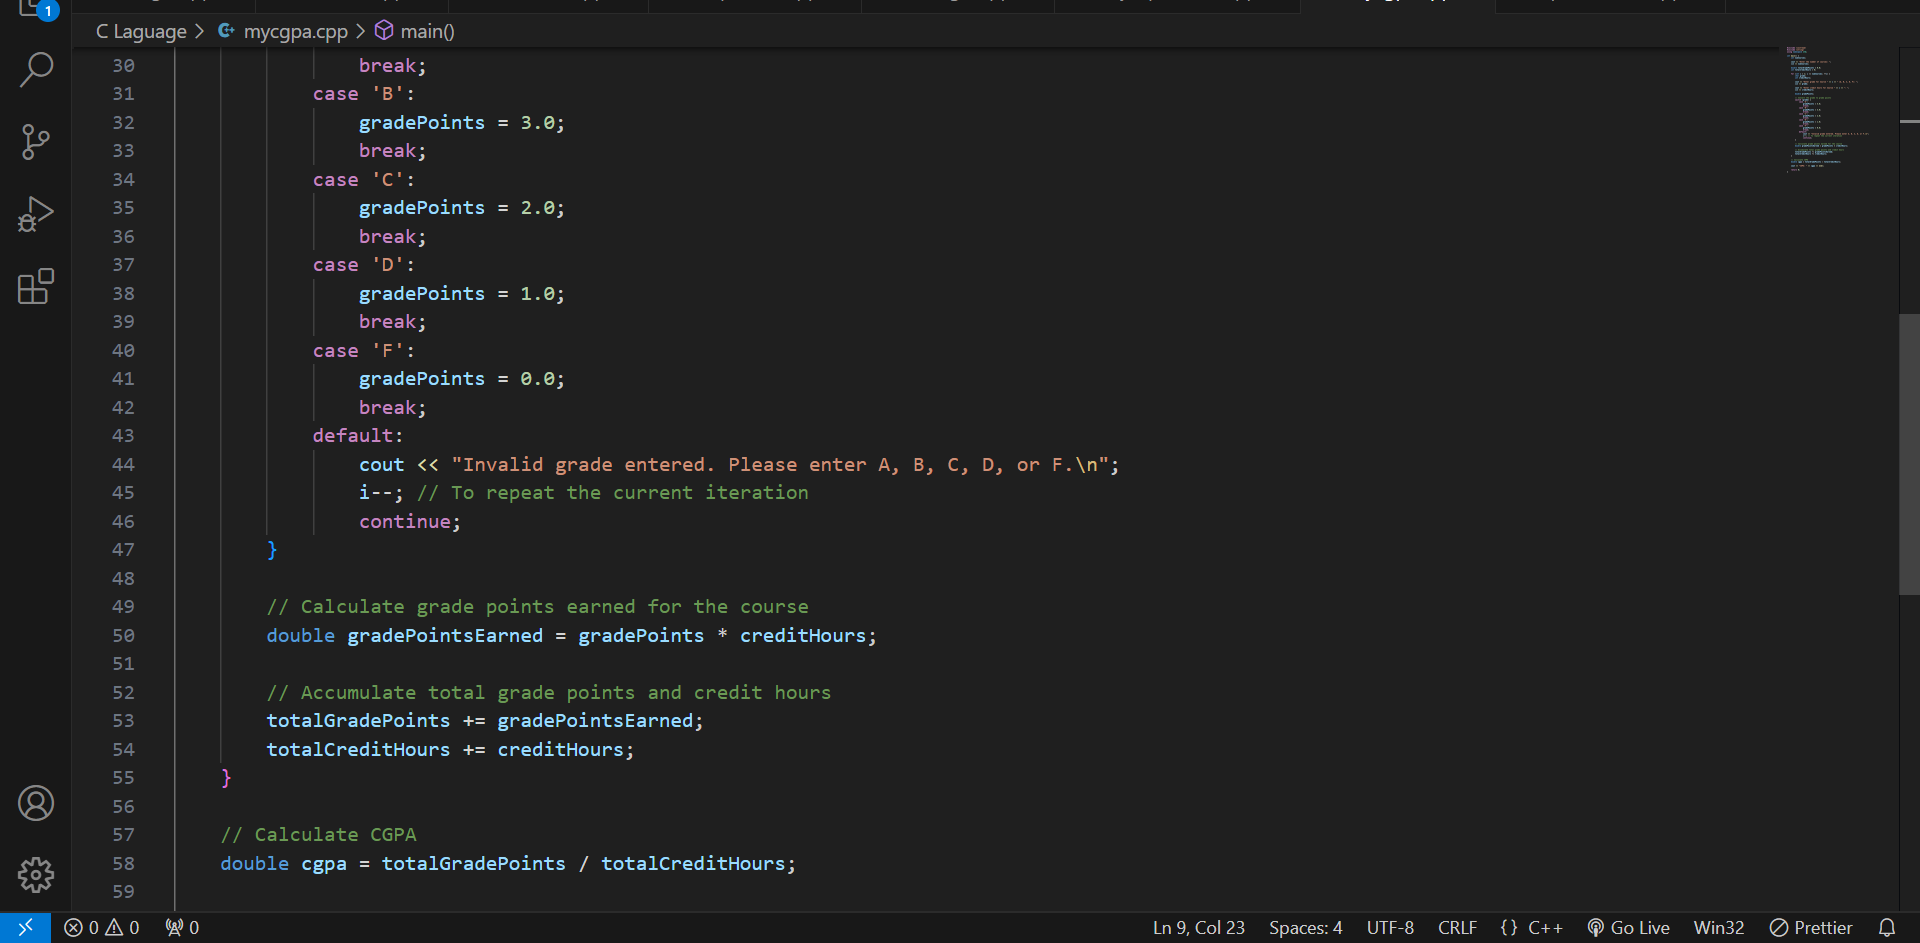 1
C Laguage > mycgpa.cpp > main()
30 break;
31 case 'B':
32 gradePoints = 3.0;
33 break;
34 case 'C':
35 gradePoints = 2.0;
36 break;
37 case 'D':
38 gradePoints = 1.0;
39 break;
40 case 'F':
41 gradePoints = 0.0;
42 break;
43 default:
44 cout << "Invalid grade entered. Please enter A, B, C, D, or F.\n";
45 i--; // To repeat the current iteration
46 continue;
47 }
48
49 // Calculate grade points earned for the course
50 double gradePointsEarned = gradePoints * creditHours;
51
52 // Accumulate total grade points and credit hours
53 totalGradePoints += gradePointsEarned;
54 totalCreditHours += creditHours;
55 }
56
57 // Calculate CGPA
58 double cgpa = totalGradePoints / totalCreditHours;
59
0 0 0 Ln 9, Col 23 Spaces: 4 UTF-8 CRLF {} C++ Go Live Win32 Prettier